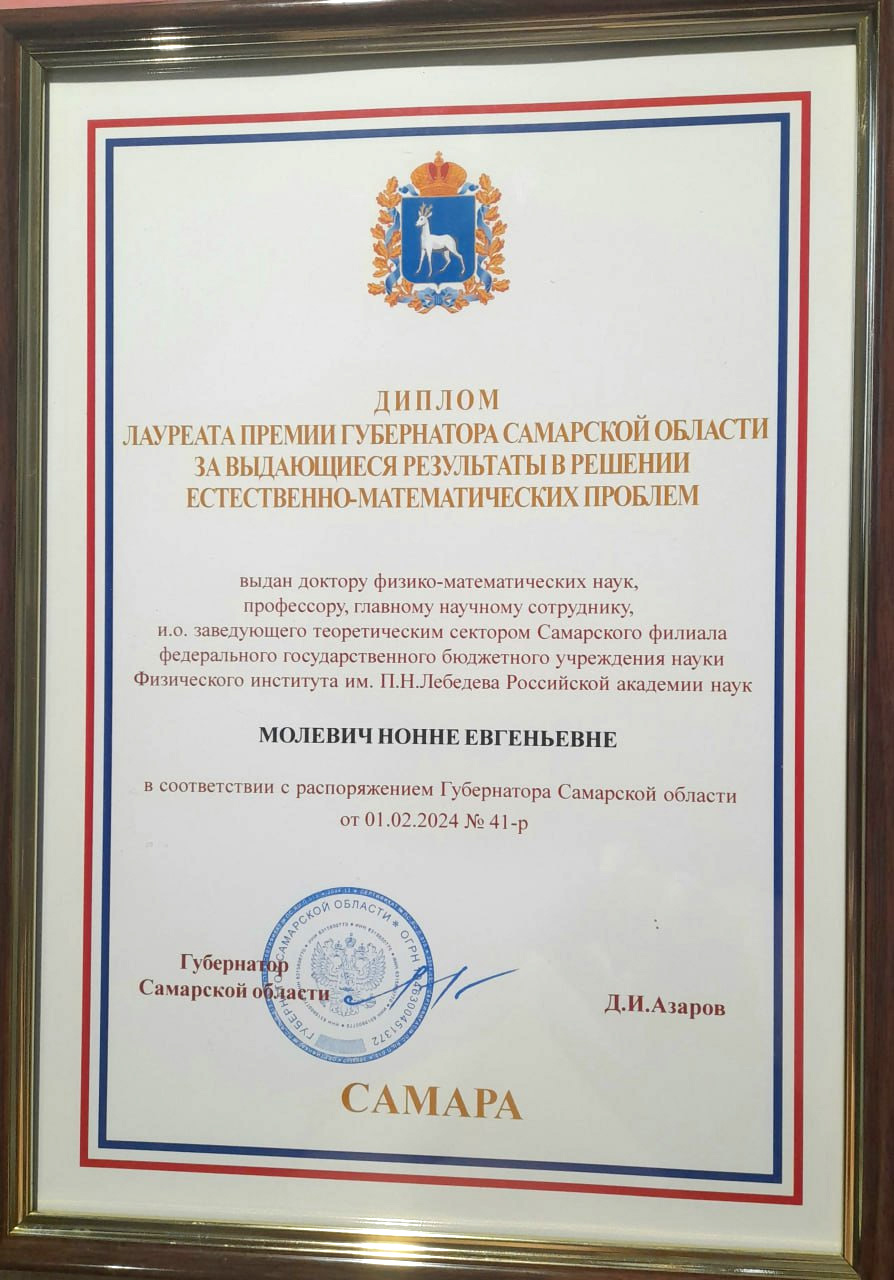 ДИПЛОМ
ЛАУРЕАТА ПРЕМИИ ГУБЕРНАТОРА САМАРСКОЙ ОБЛАСТИ
ЗА ВЫДАЮЩИЕСЯ РЕЗУЛЬТАТЫ В РЕШЕНИИ
ЕСТЕСТВЕННО-МАТЕМАТИЧЕСКИХ ПРОБЛЕМ
выдан доктору физико-математических наук,
профессору, главному научному сотруднику,
и.о. заведующего теоретическим сектором Самарского филиала
федерального государственного бюджетного учреждения науки
Физического института им. П.Н.Лебедева Российской академии наук
МОЛЕВИЧ НОННЕ ЕВГЕНЬЕВНЕ
в соответствии с распоряжением Губернатора Самарской области
от 01.02.2024 № 41-р
Губернатор
Самарской области
Д.И.Азаров
САМАРСКОЙ ОБЛАСТИ * ОГРН
САМАРА